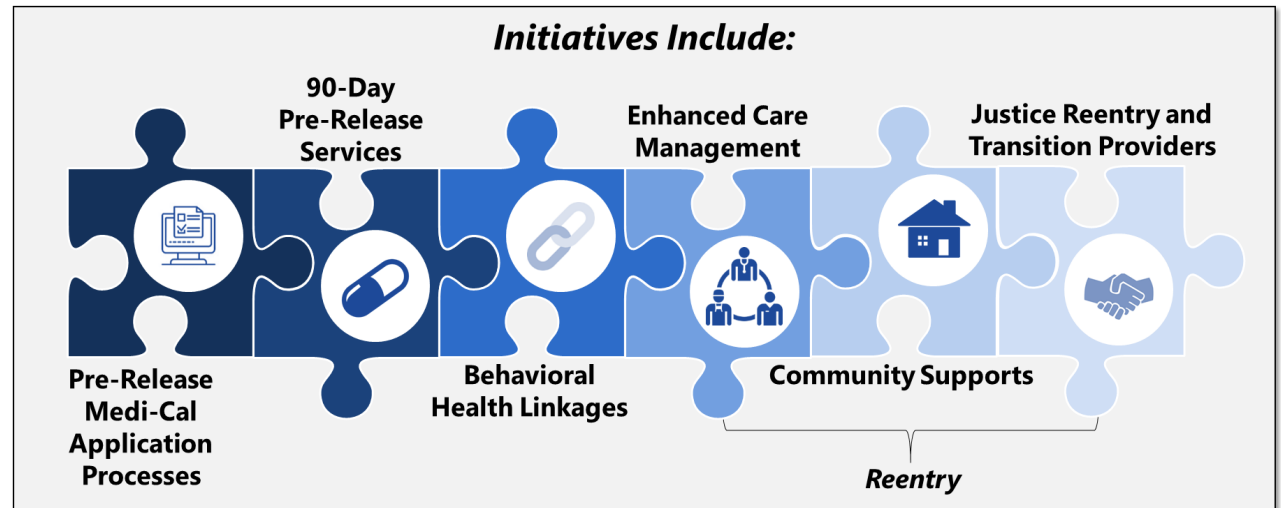 Initiatives Include:
90-Day
Pre-Release
Services
Enhanced Care
Management
Justice Reentry and
Transition Providers
Pre-Release
Medi-Cal
Application
Processes
Behavioral
Health Linkages
Community Supports
Reentry